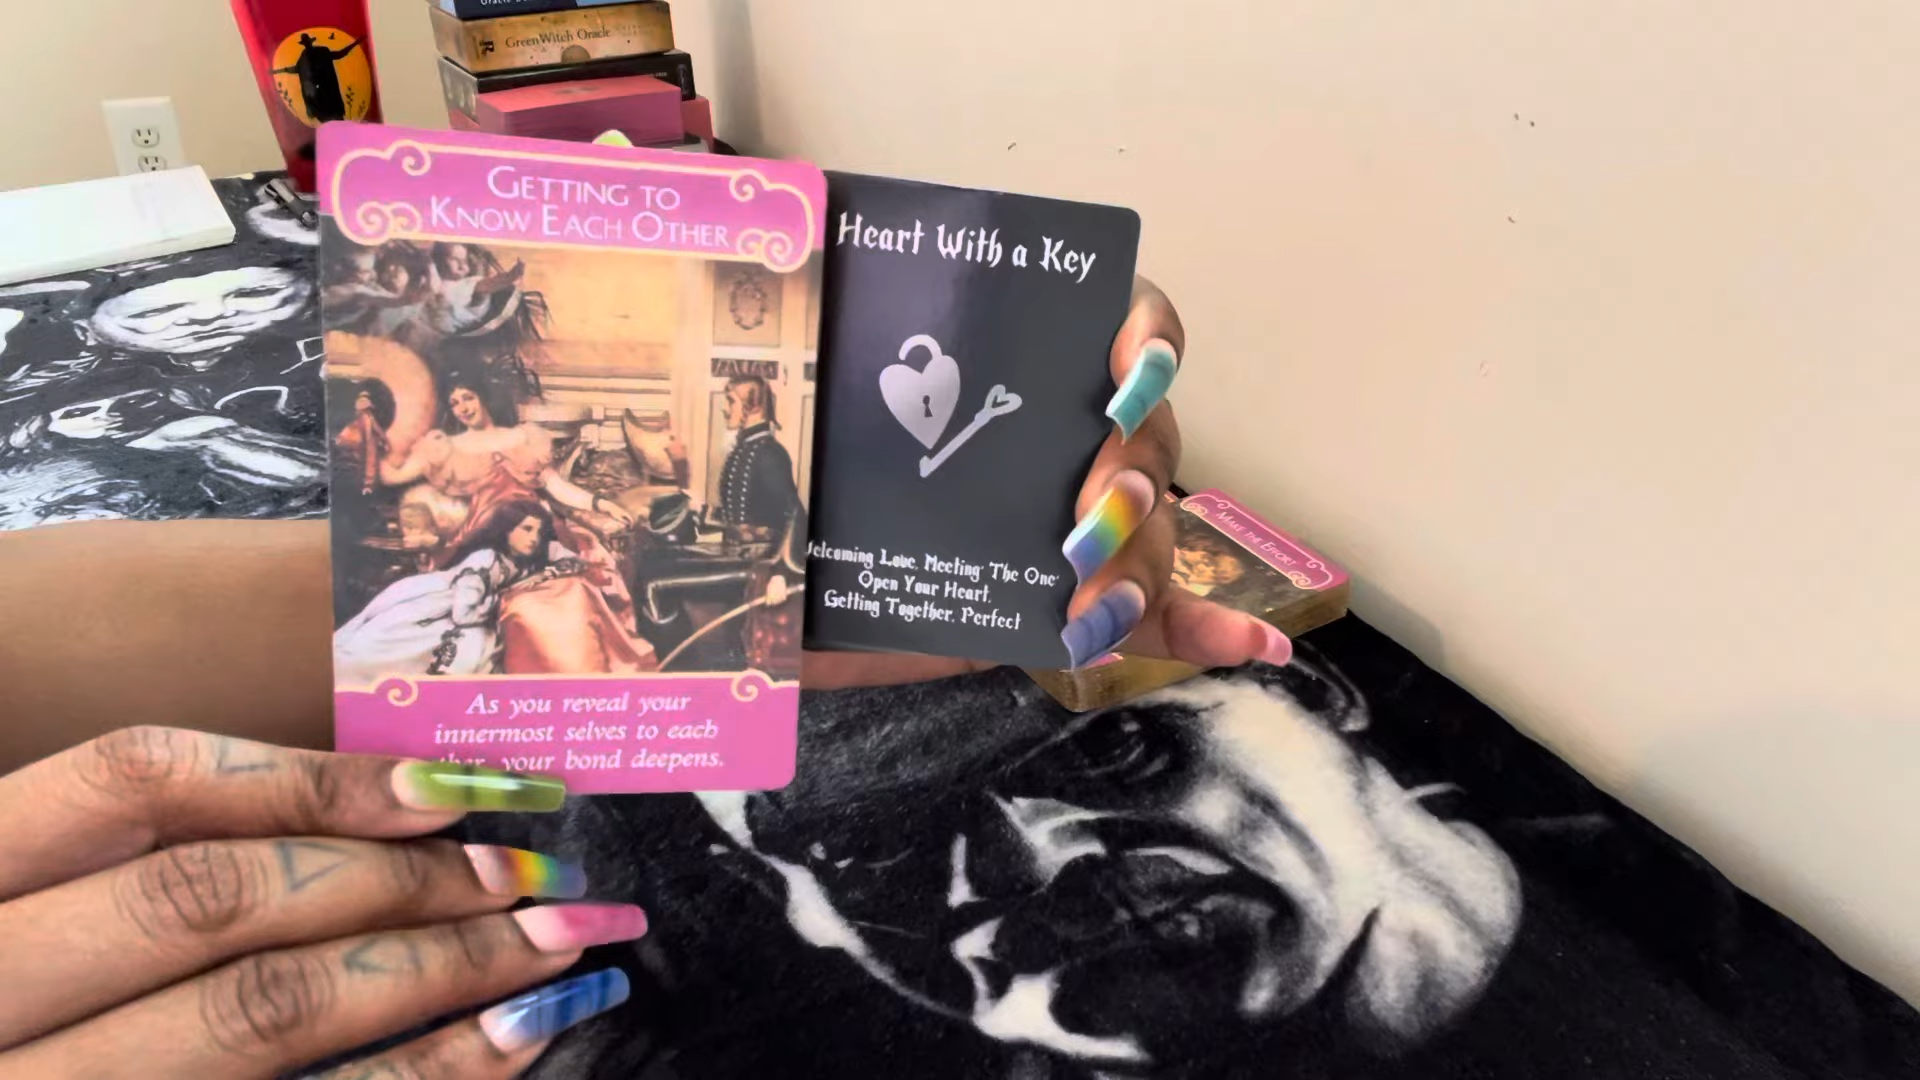 GreenWitch Oracle
GETTING TO
KNOW EACH OTHER
As you reveal your
innermost selves to each
your bond deepens.
Heart With a Key
Love, Meeting 'The One'
Open Your Heart,
Getting Together, Perfect
MAKE THE EFFORT